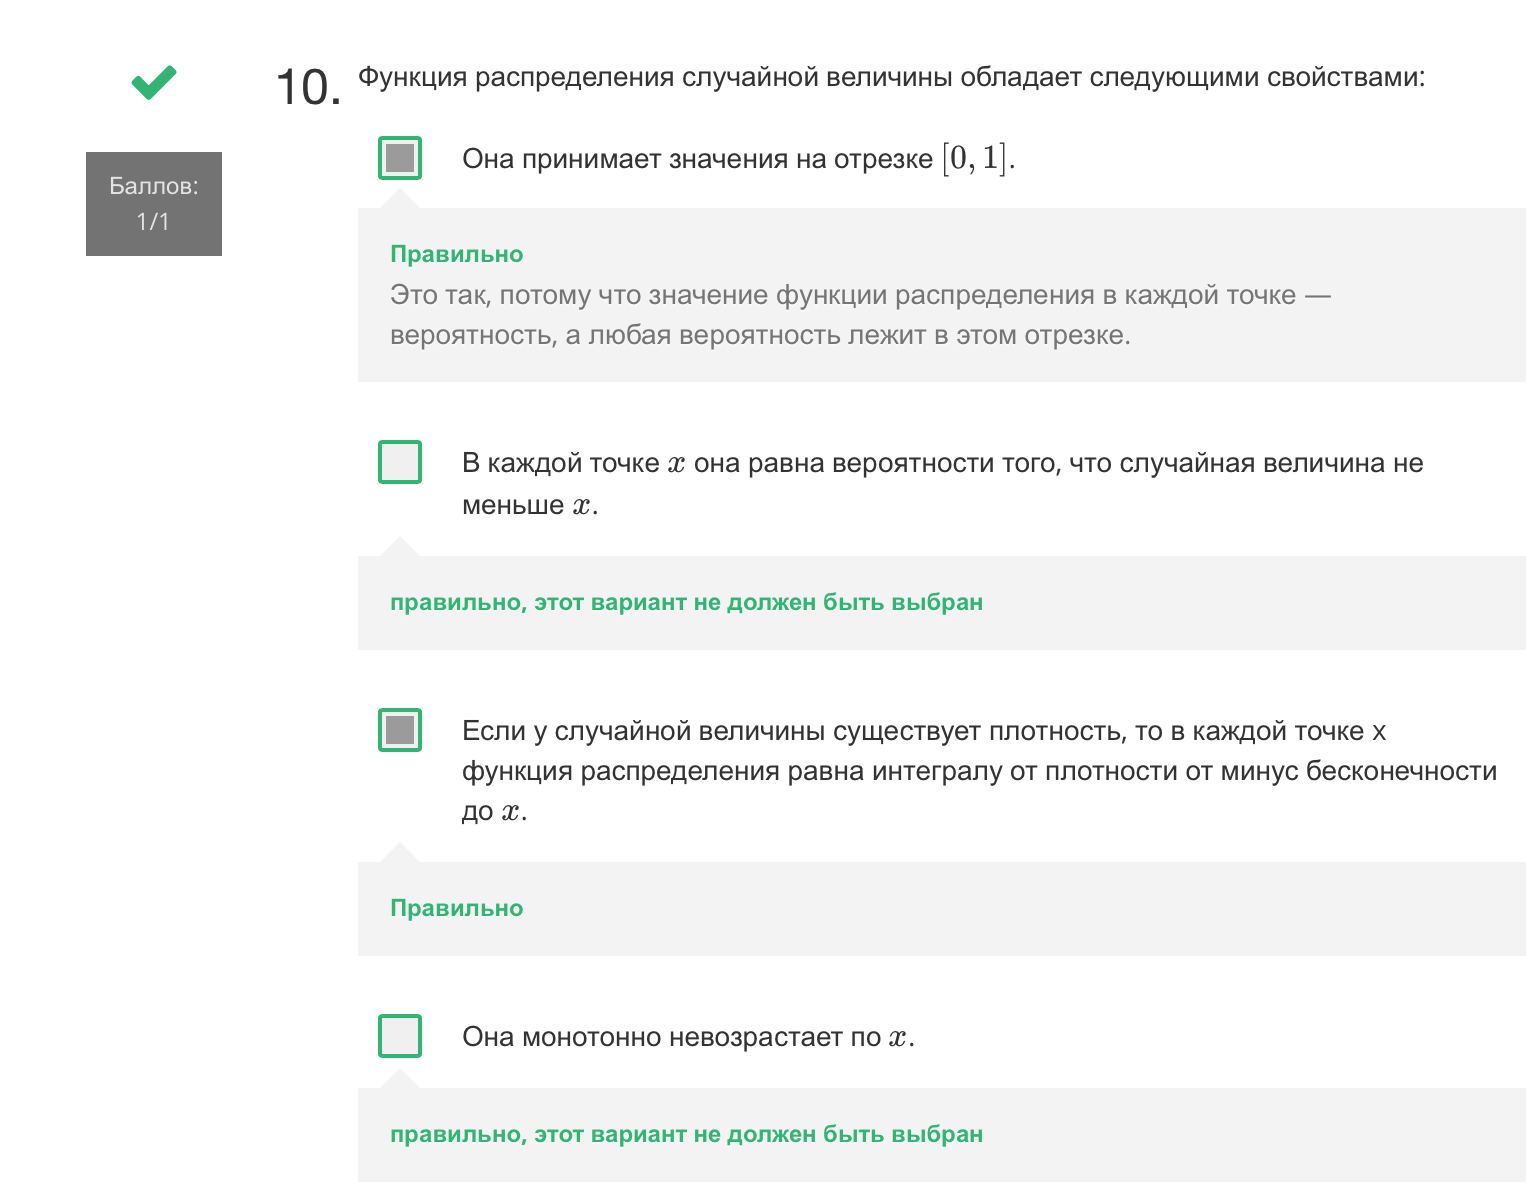 10. Функция распределения случайной величины обладает следующими свойствами:
Баллов:
1/1
Она принимает значения на отрезке [0, 1].
Правильно
Это так, потому что значение функции распределения в каждой точке —
вероятность, а любая вероятность лежит в этом отрезке.
В каждой точке x она равна вероятности того, что случайная величина не
меньше x.
правильно, этот вариант не должен быть выбран
Если у случайной величины существует плотность, то в каждой точке x
функция распределения равна интегралу от плотности от минус бесконечности
до x.
Правильно
Она монотонно невозрастает по x.
правильно, этот вариант не должен быть выбран